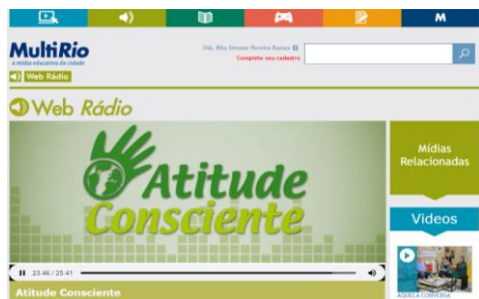 M
MultiRio
a mídia educativa da cidade
Olá, Rita Simone Pereira Ramos
Complete seu cadastro
Web Rádio
Web Rádio
Atitude
Consciente
Mídias
Relacionadas
Videos
23:46 / 25:41
Atitude Consciente
AQUELA CONVERSA